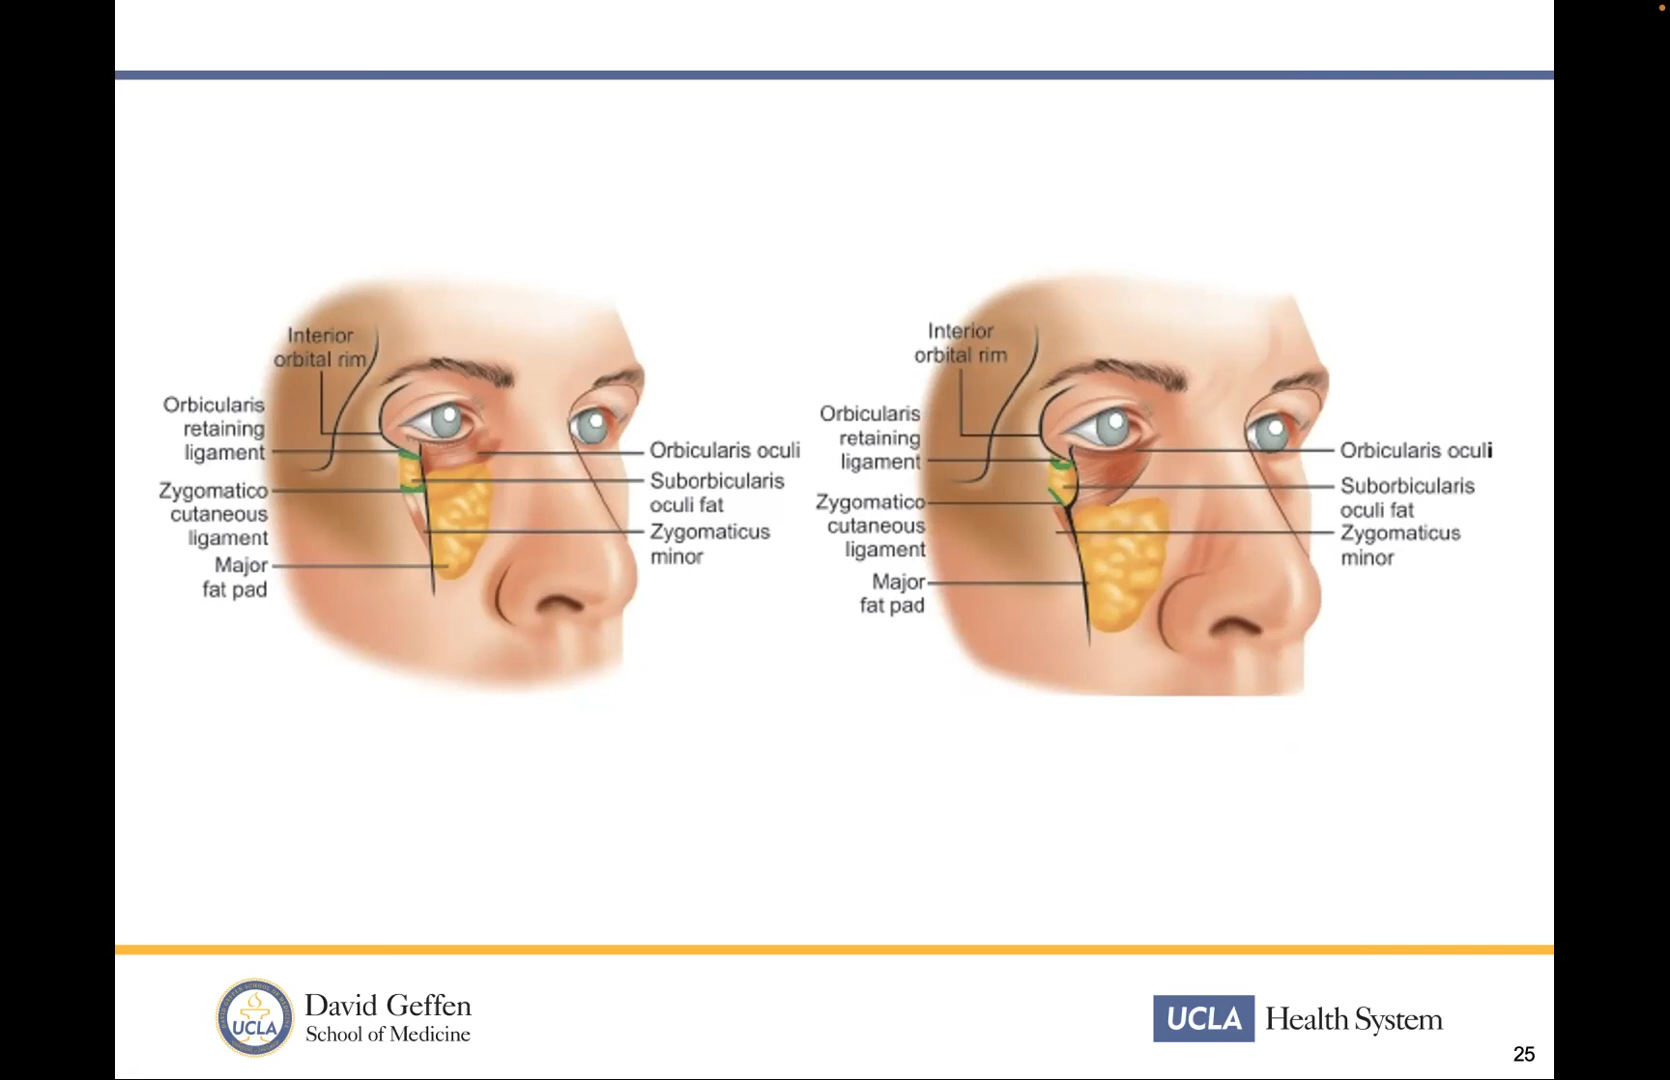 Interior
orbital rim
Orbicularis
retaining
ligament
Zygomatico
cutaneous
ligament
Major
fat pad
Orbicularis oculi
Suborbicularis
oculi fat
Zygomaticus
minor
Interior
orbital rim
Orbicularis
retaining
ligament
Zygomatico
cutaneous
ligament
Major
fat pad
Orbicularis oculi
Suborbicularis
oculi fat
Zygomaticus
minor
UCLA
David Geffen
School of Medicine
UCLA Health System
25